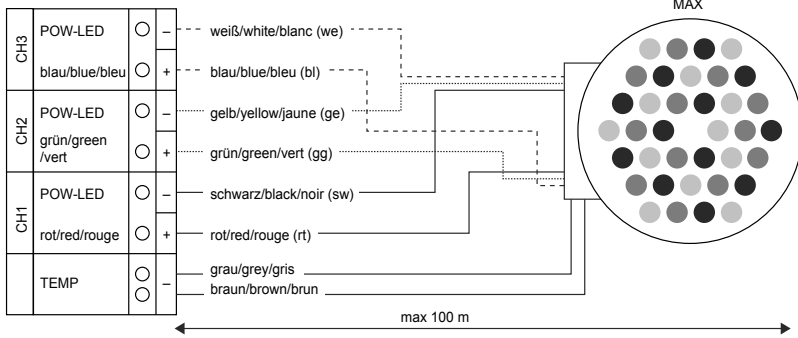 MAX
CH3
POW-LED
–
weiß/white/blanc (we)
blau/blue/bleu
+
blau/blue/bleu (bl)
CH2
POW-LED
–
gelb/yellow/jaune (ge)
grün/green
/vert
+
grün/green/vert (gg)
CH1
POW-LED
–
schwarz/black/noir (sw)
rot/red/rouge
+
rot/red/rouge (rt)
TEMP
–
grau/grey/gris
braun/brown/brun
max 100 m